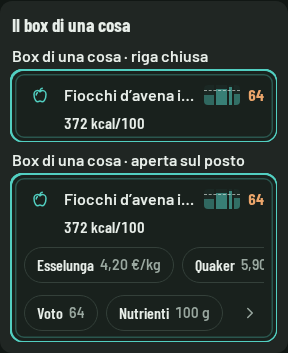 Il box di una cosa
Box di una cosa · riga chiusa
Fiocchi d’avena i… 64
372 kcal/100
Box di una cosa · aperta sul posto
Fiocchi d’avena i… 64
372 kcal/100
Esselunga 4,20 €/kg Quaker 5,90
Voto 64 Nutrienti 100 g